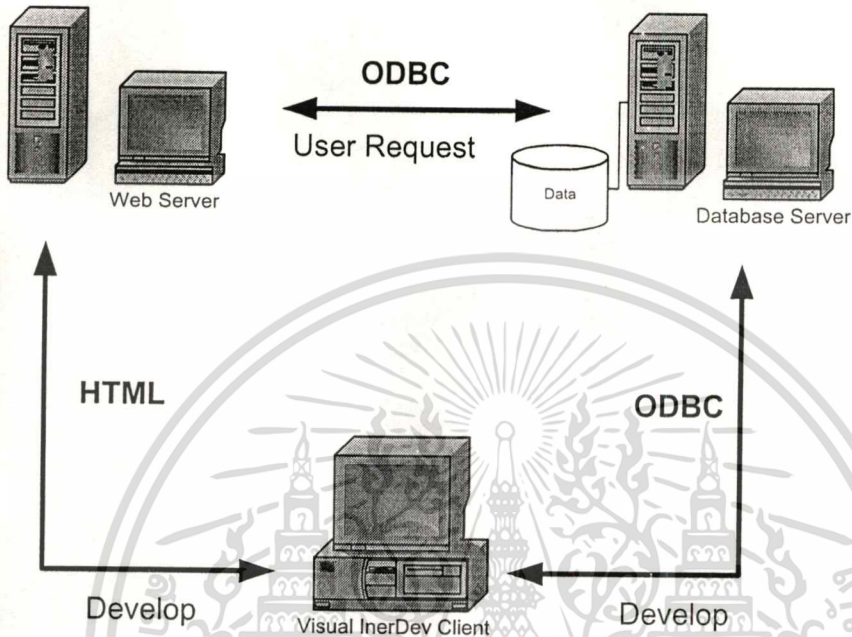 ODBC
User Request
Web Server
Data
Database Server
HTML
ODBC
Develop
Visual InerDev Client
Develop